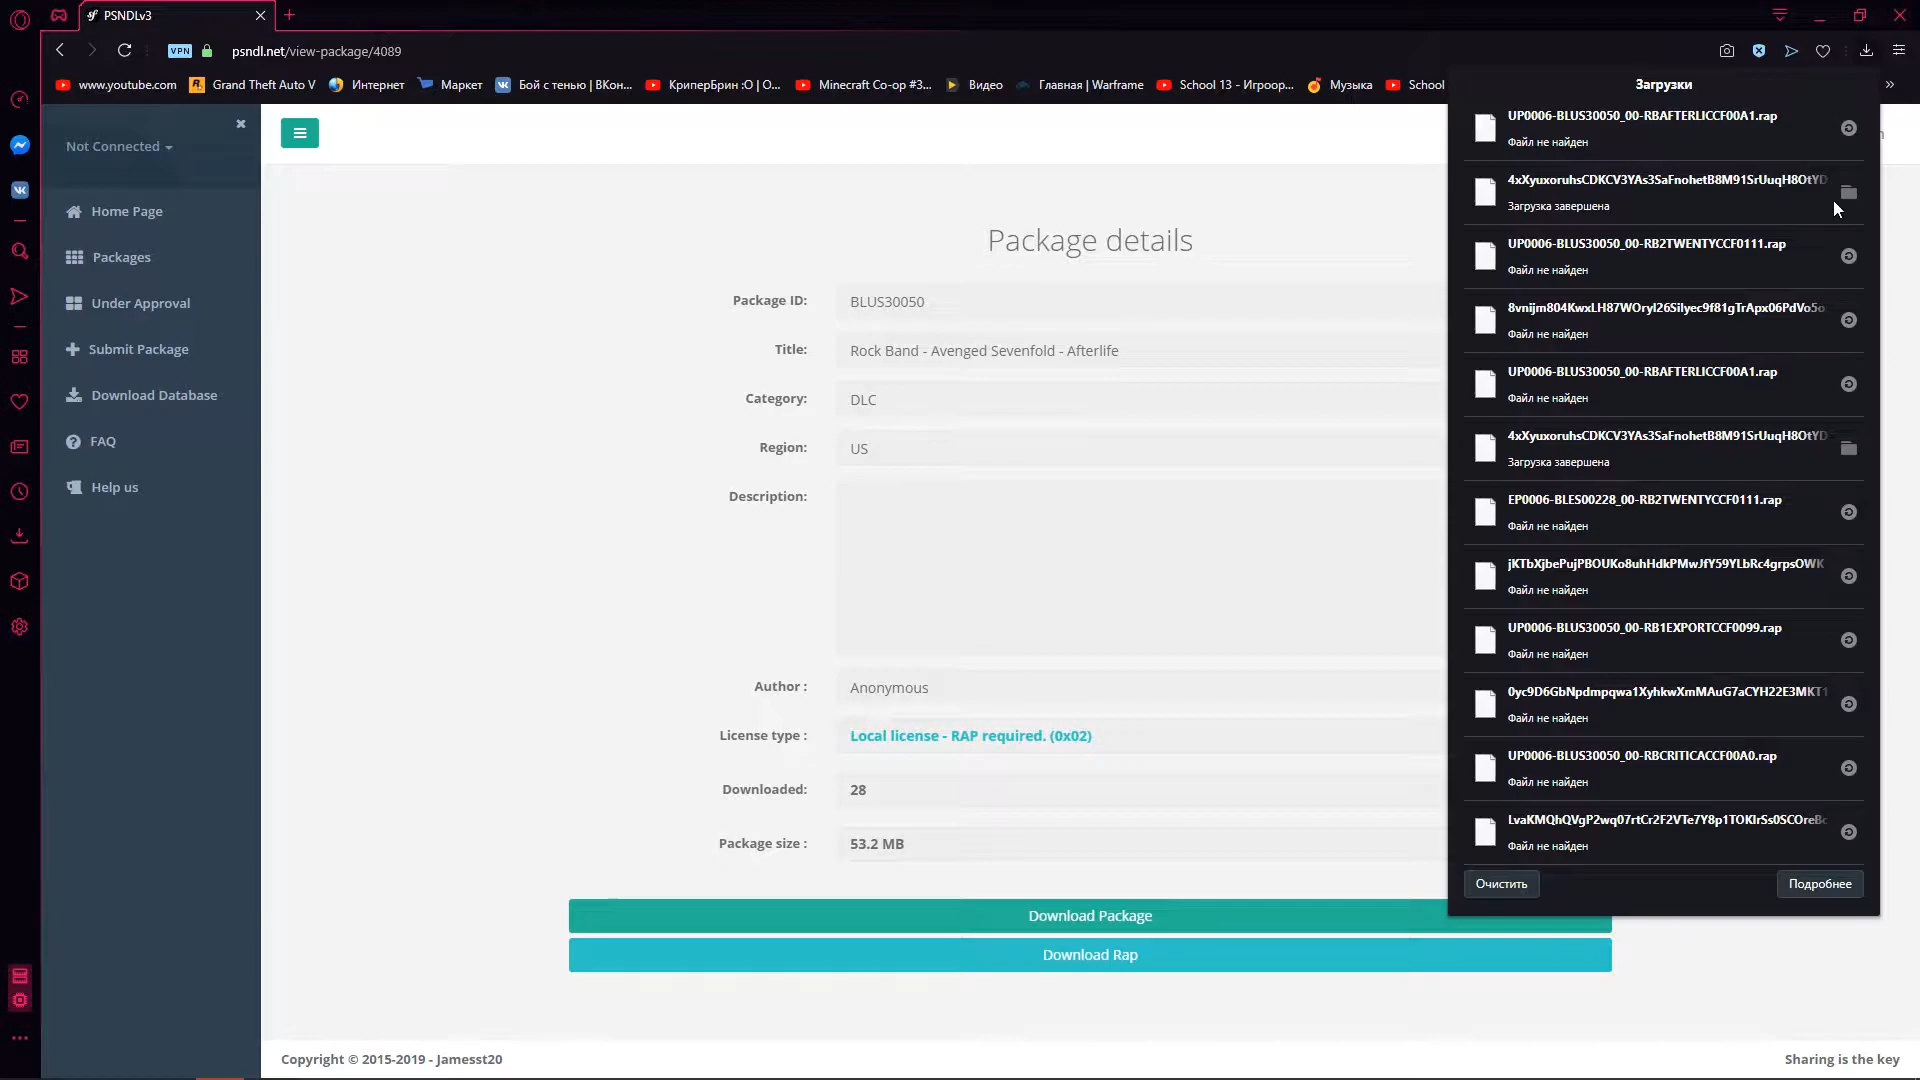 PSNDLv3
VPN
psndl.net/view-package/4089
www.youtube.com
Grand Theft Auto V
Интернет
Маркет
Бой с тенью | ВКон...
КриперБрин :О | О...
Minecraft Co-op #3...
Видео
Главная | Warframe
School 13 - Игроор...
Музыка
School
»
Not Connected
Home Page
Packages
Under Approval
Submit Package
Download Database
FAQ
Help us
Package details
Package ID: BLUS30050
Title: Rock Band - Avenged Sevenfold - Afterlife
Category: DLC
Region: US
Description:
Author : Anonymous
License type : Local license - RAP required. (0x02)
Downloaded: 28
Package size : 53.2 MB
Download Package
Download Rap
Copyright © 2015-2019 - Jamesst20
Sharing is the key
Загрузки
UP0006-BLUS30050_00-RBAFTERLICCF00A1.rap
Файл не найден
Загрузка завершена
UP0006-BLUS30050_00-RB2TWENTYCCF0111.rap
Файл не найден
Файл не найден
UP0006-BLUS30050_00-RBAFTERLICCF00A1.rap
Файл не найден
Загрузка завершена
EP0006-BLES00228_00-RB2TWENTYCCF0111.rap
Файл не найден
Файл не найден
UP0006-BLUS30050_00-RB1EXPORTCCF0099.rap
Файл не найден
Файл не найден
UP0006-BLUS30050_00-RBCRITICACCF00A0.rap
Файл не найден
Файл не найден
Очистить
Подробнее